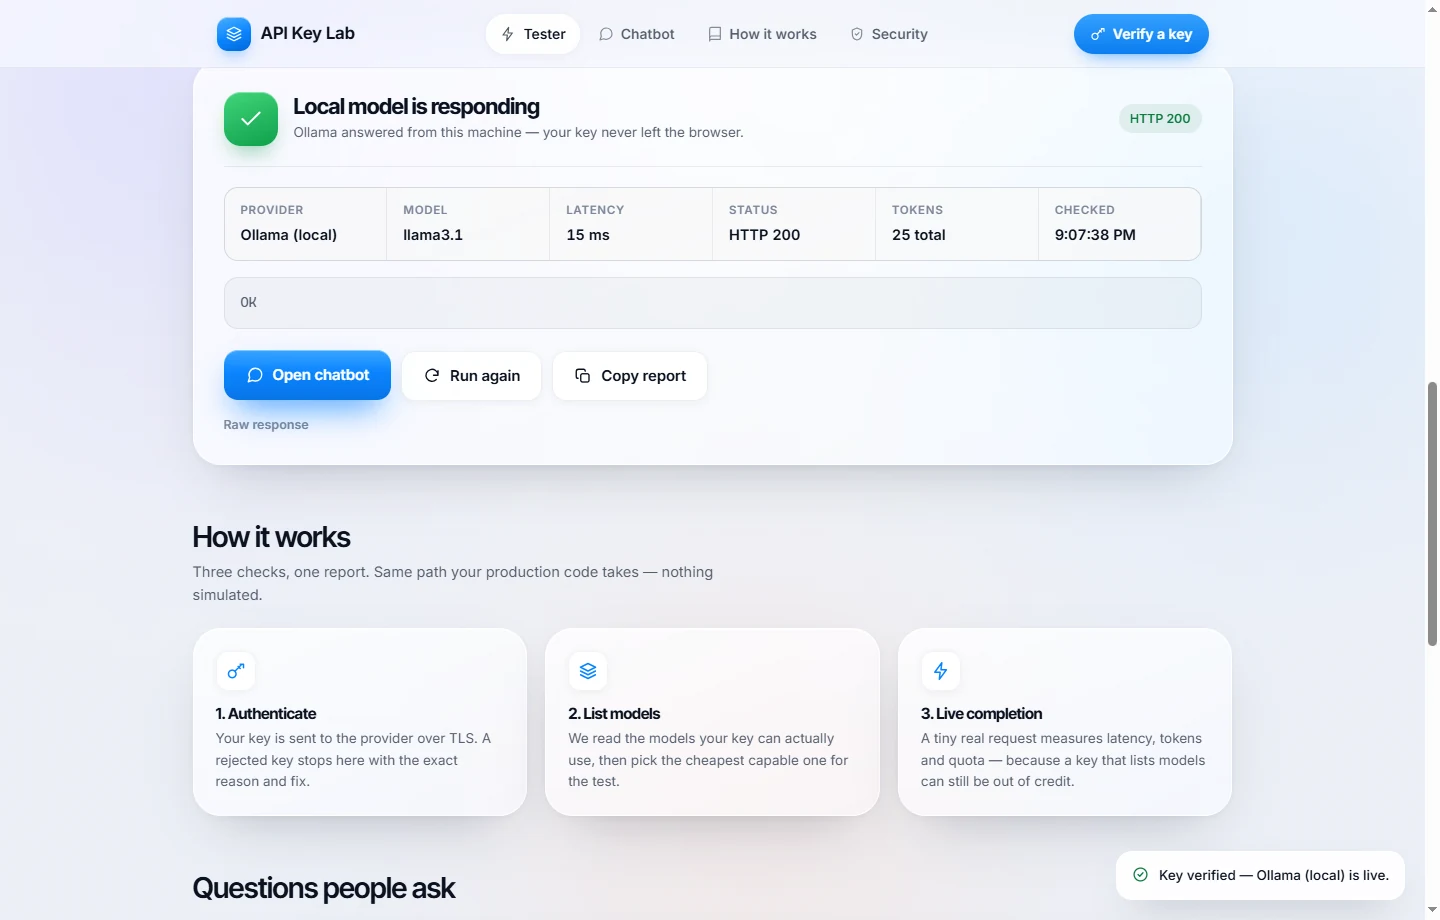 API Key Lab
Tester
Chatbot
How it works
Security
Verify a key
Local model is responding
Ollama answered from this machine — your key never left the browser.
HTTP 200
PROVIDER
Ollama (local)
MODEL
llama3.1
LATENCY
15 ms
STATUS
HTTP 200
TOKENS
25 total
CHECKED
9:07:38 PM
OK
Open chatbot
Run again
Copy report
Raw response
How it works
Three checks, one report. Same path your production code takes — nothing
simulated.
1. Authenticate
Your key is sent to the provider over TLS. A
rejected key stops here with the exact
reason and fix.
2. List models
We read the models your key can actually
use, then pick the cheapest capable one for
the test.
3. Live completion
A tiny real request measures latency, tokens
and quota — because a key that lists models
can still be out of credit.
Questions people ask
Key verified — Ollama (local) is live.